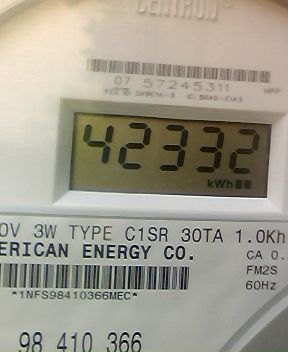 CENTRON®
07 57245311
42332
kWh
0V 3W TYPE C1SR 30TA 1.0Kh
ERICAN ENERGY CO.
CA 0.
FM2S
*1NFS98410366MEC*
60Hz
98 410 366